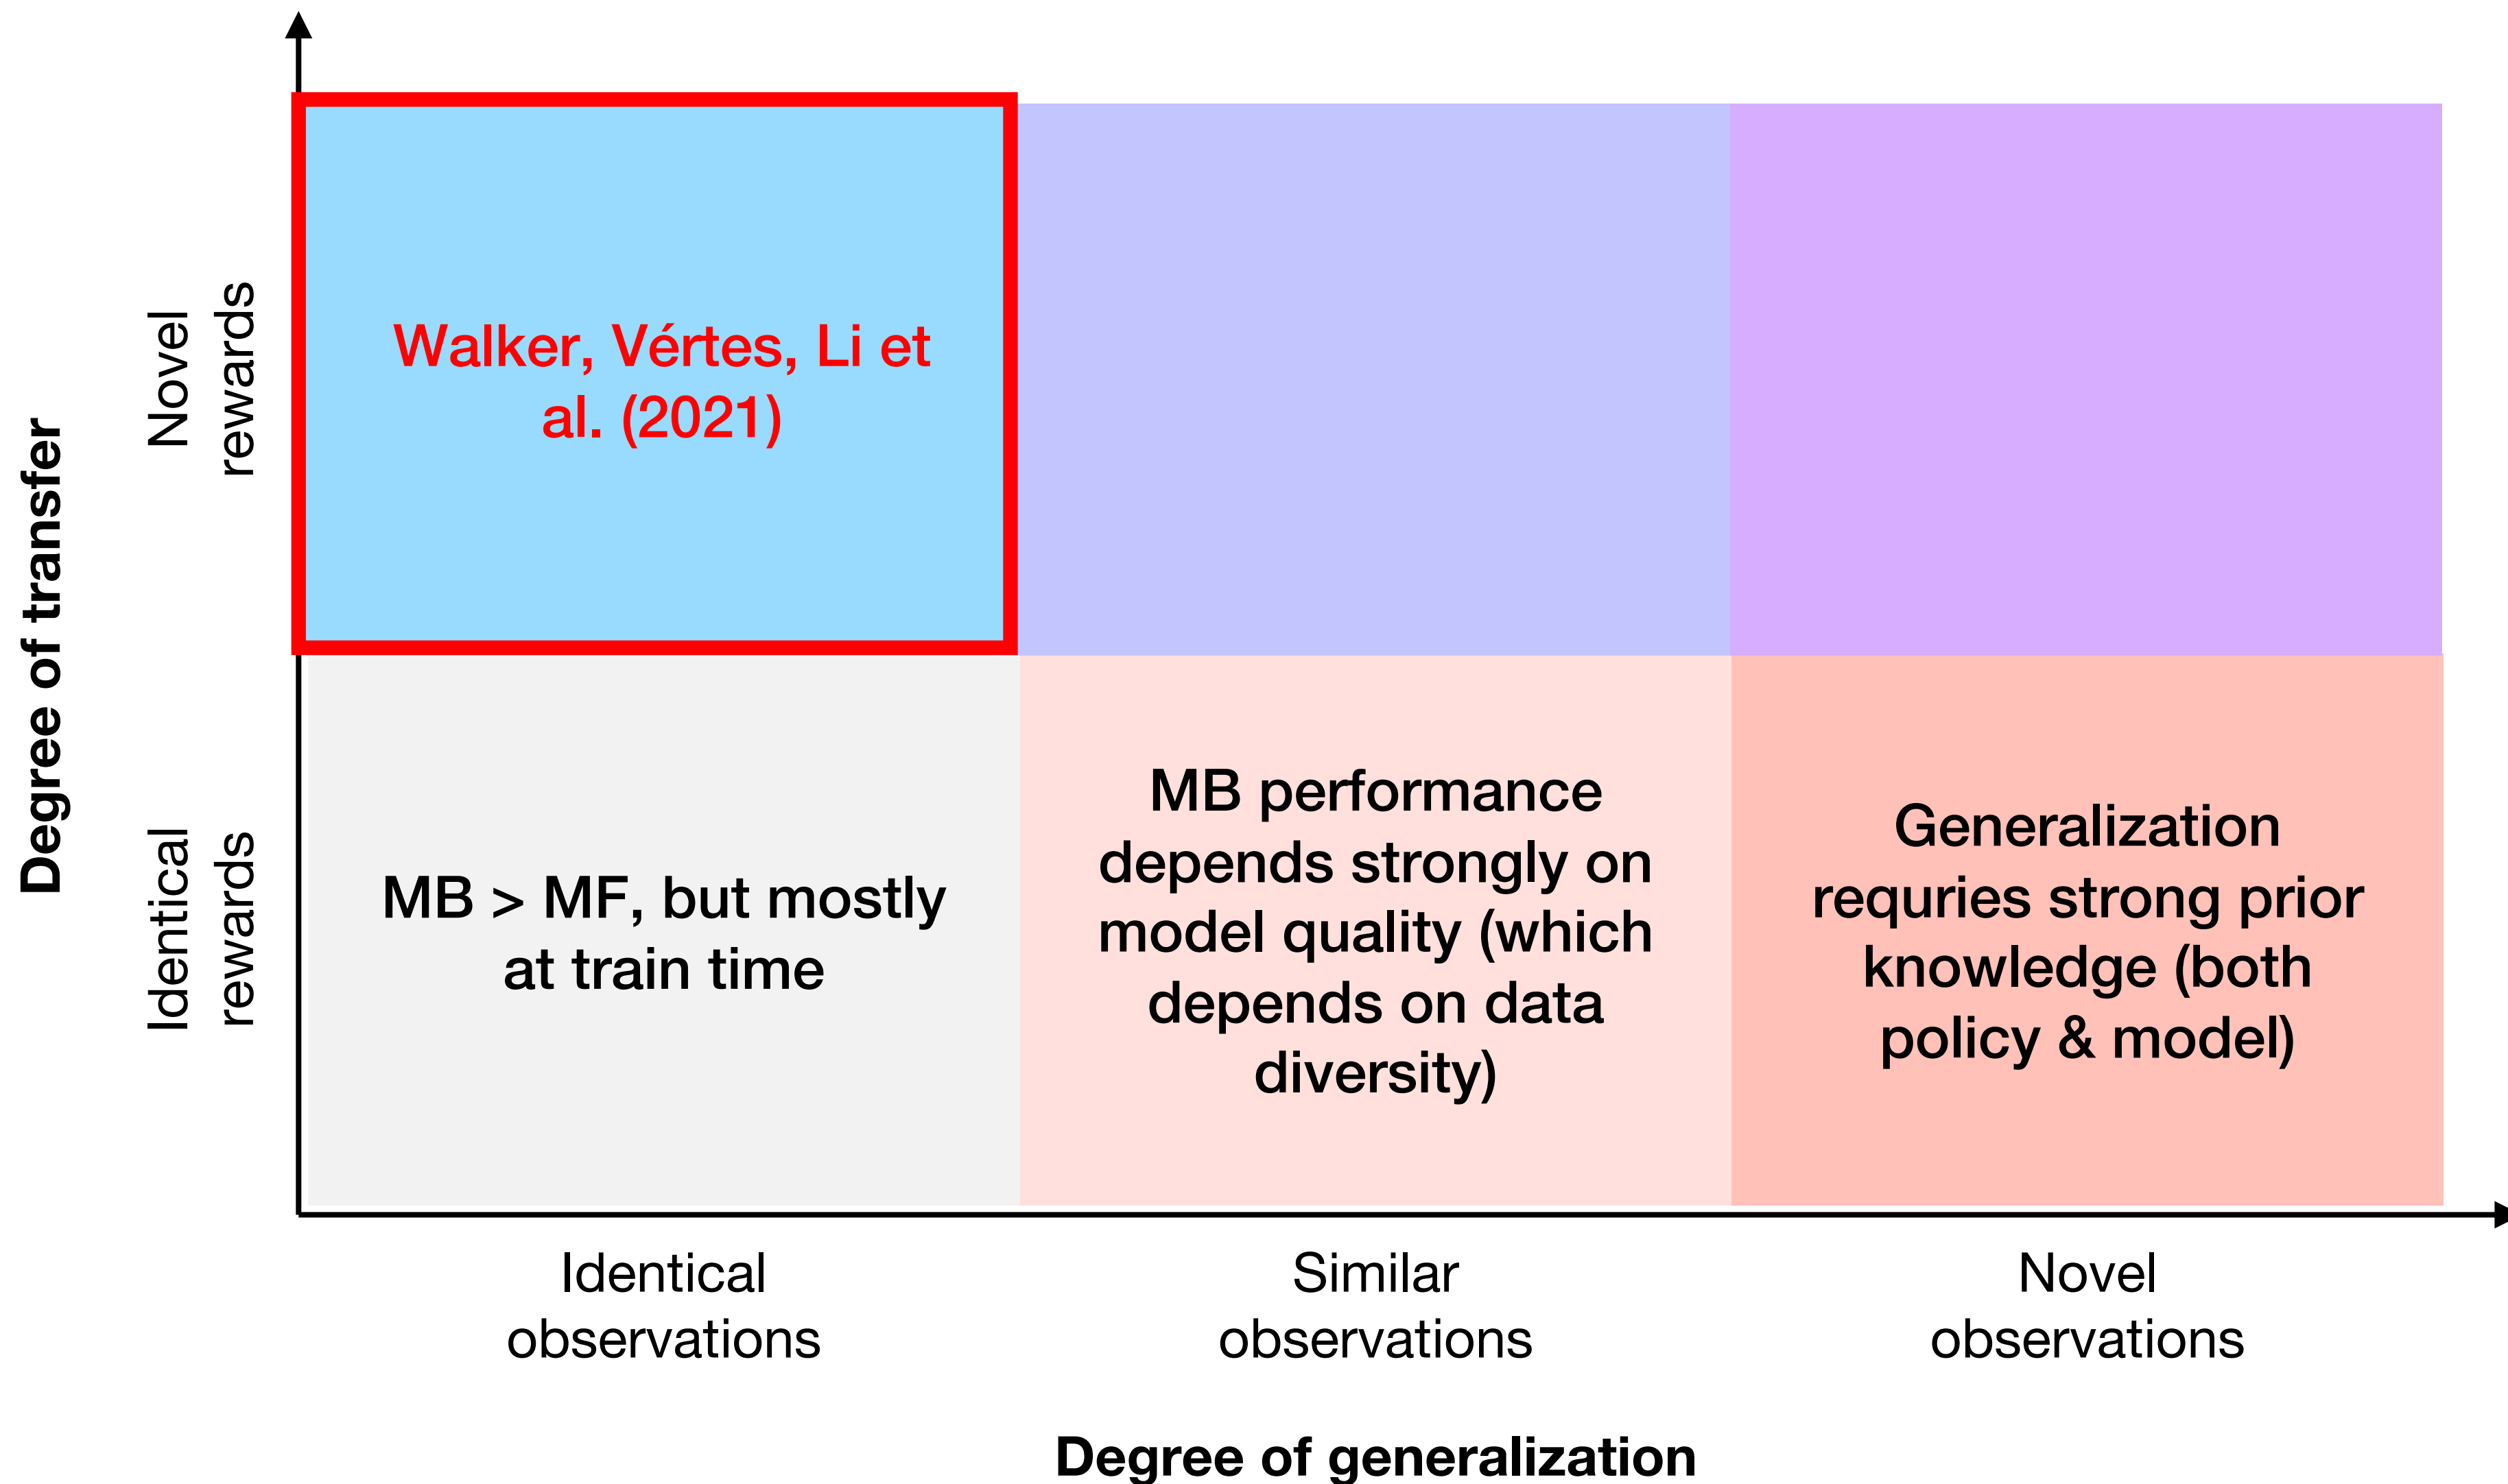 Degree of transfer
Novel
rewards
Identical
rewards
Walker, Vértes, Li et
al. (2021)
MB > MF, but mostly
at train time
MB performance
depends strongly on
model quality (which
depends on data
diversity)
Generalization
requries strong prior
knowledge (both
policy & model)
Identical
observations
Similar
observations
Novel
observations
Degree of generalization